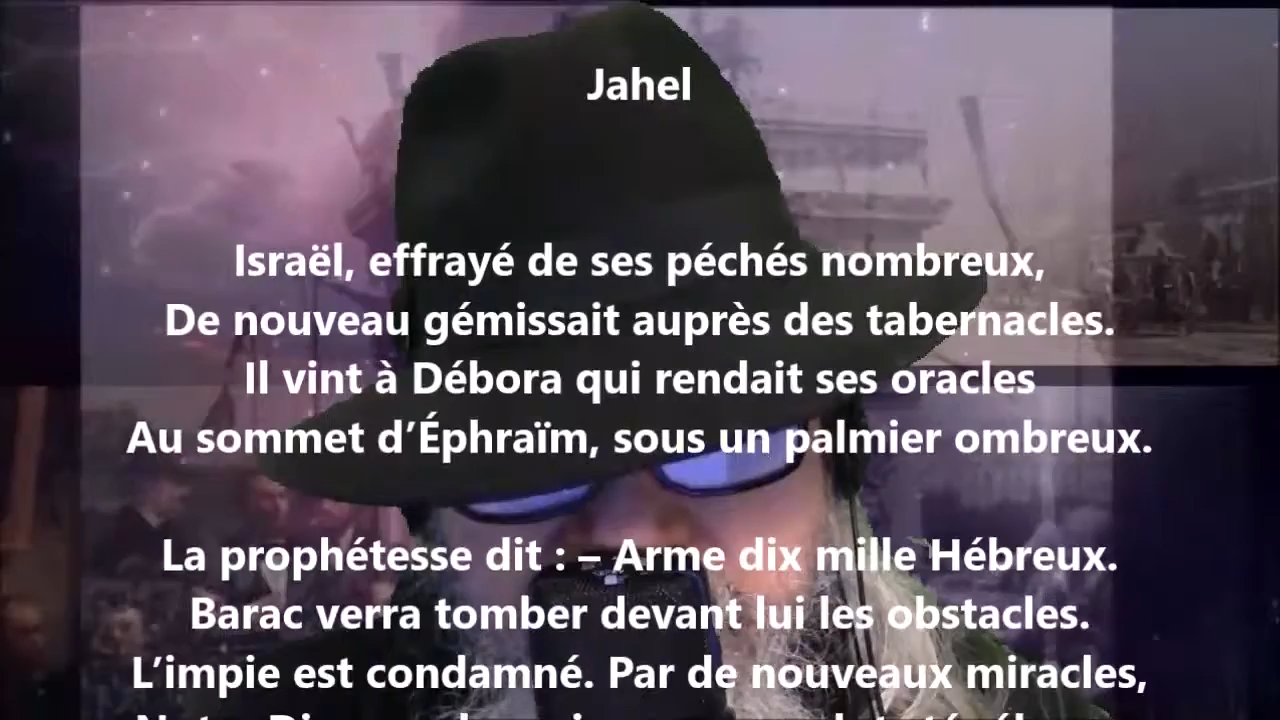 Jahel
Israël, effrayé de ses péchés nombreux,
De nouveau gémissait auprès des tabernacles.
Il vint à Débora qui rendait ses oracles
Au sommet d’Éphraïm, sous un palmier ombreux.
La prophétesse dit : – Arme dix mille Hébreux.
Barac verra tomber devant lui les obstacles.
L’impie est condamné. Par de nouveaux miracles,